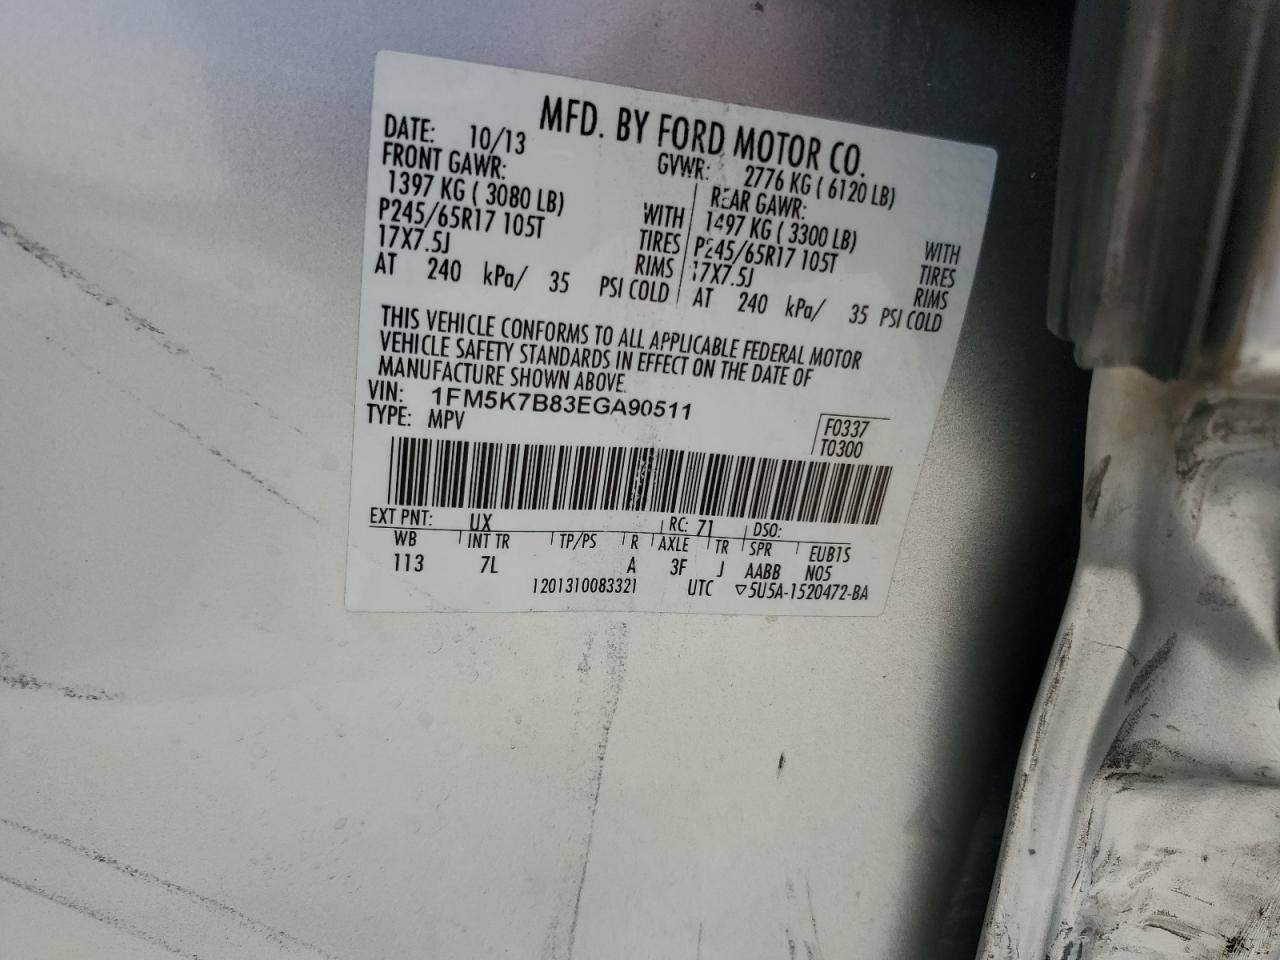 MFD. BY FORD MOTOR CO.
DATE: 10/13 GVWR: 2776 KG ( 6120 LB)
FRONT GAWR: REAR GAWR:
1397 KG ( 3080 LB) WITH 1497 KG ( 3300 LB) WITH
P245/65R17 105T TIRES P245/65R17 105T TIRES
17X7.5J RIMS 17X7.5J RIMS
AT 240 kPa/ 35 PSI COLD AT 240 kPa/ 35 PSI COLD
THIS VEHICLE CONFORMS TO ALL APPLICABLE FEDERAL MOTOR
VEHICLE SAFETY STANDARDS IN EFFECT ON THE DATE OF
MANUFACTURE SHOWN ABOVE.
VIN: 1FM5K7B83EGA90511
TYPE: MPV
F0337
T0300
EXT PNT: UX RC: 71 DSO:
WB INT TR TP/PS R AXLE TR SPR EUB1S
113 7L A 3F J AABB N05
1201310083321 UTC ▽5U5A-1520472-BA